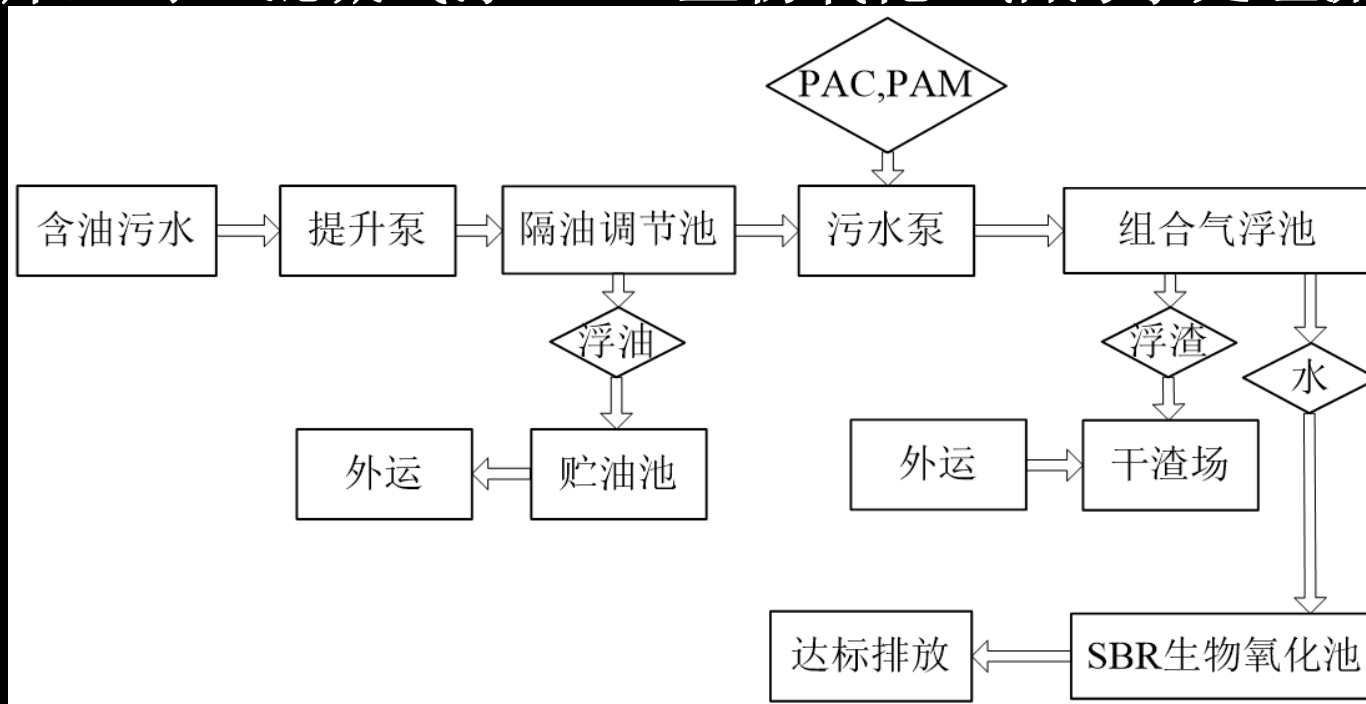 PAC,PAM
含油污水
提升泵
隔油调节池
污水泵
组合气浮池
浮油
浮渣
水
外运
贮油池
外运
干渣场
达标排放
SBR生物氧化池